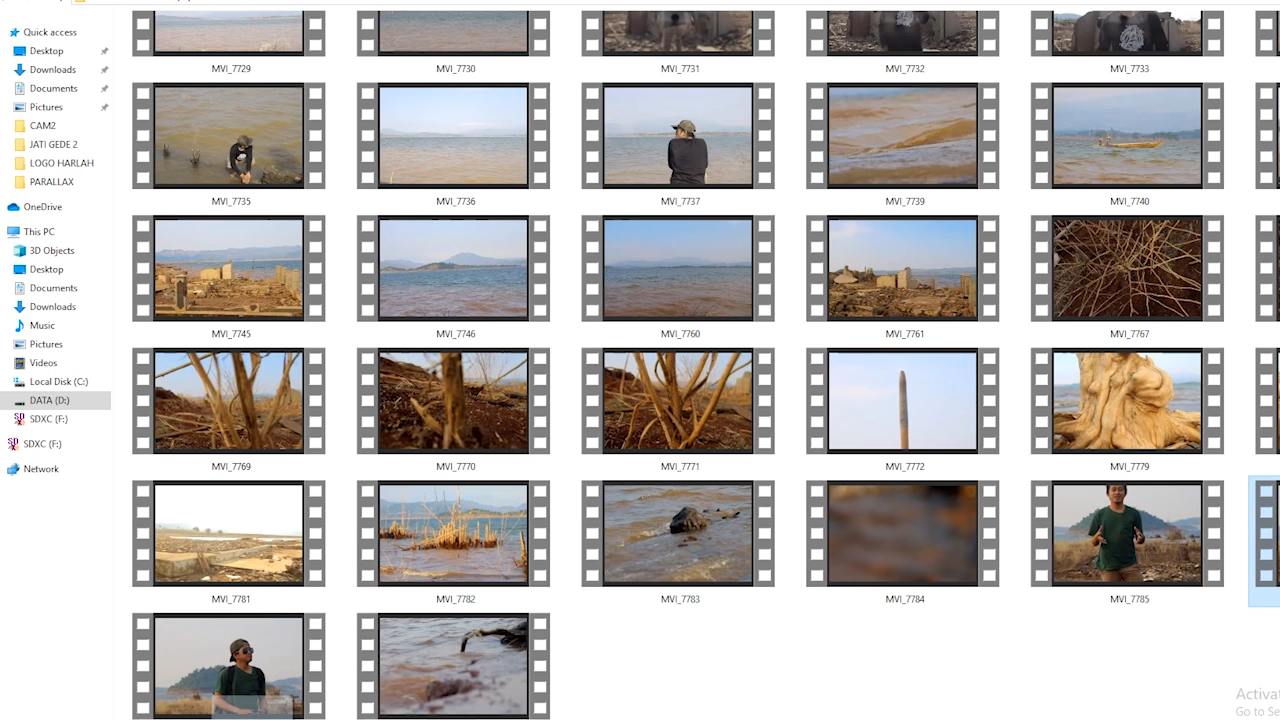 Quick access
Desktop
Downloads
Documents
Pictures
CAM2
JATI GEDE 2
LOGO HARLAH
PARALLAX
OneDrive
This PC
3D Objects
Desktop
Documents
Downloads
Music
Pictures
Videos
Local Disk (C:)
DATA (D:)
SDXC (F:)
SDXC (F:)
Network
MVI_7729 MVI_7730 MVI_7731 MVI_7732 MVI_7733
MVI_7735 MVI_7736 MVI_7737 MVI_7739 MVI_7740
MVI_7745 MVI_7746 MVI_7760 MVI_7761 MVI_7767
MVI_7769 MVI_7770 MVI_7771 MVI_7772 MVI_7779
MVI_7781 MVI_7782 MVI_7783 MVI_7784 MVI_7785
Activat
Go to Se